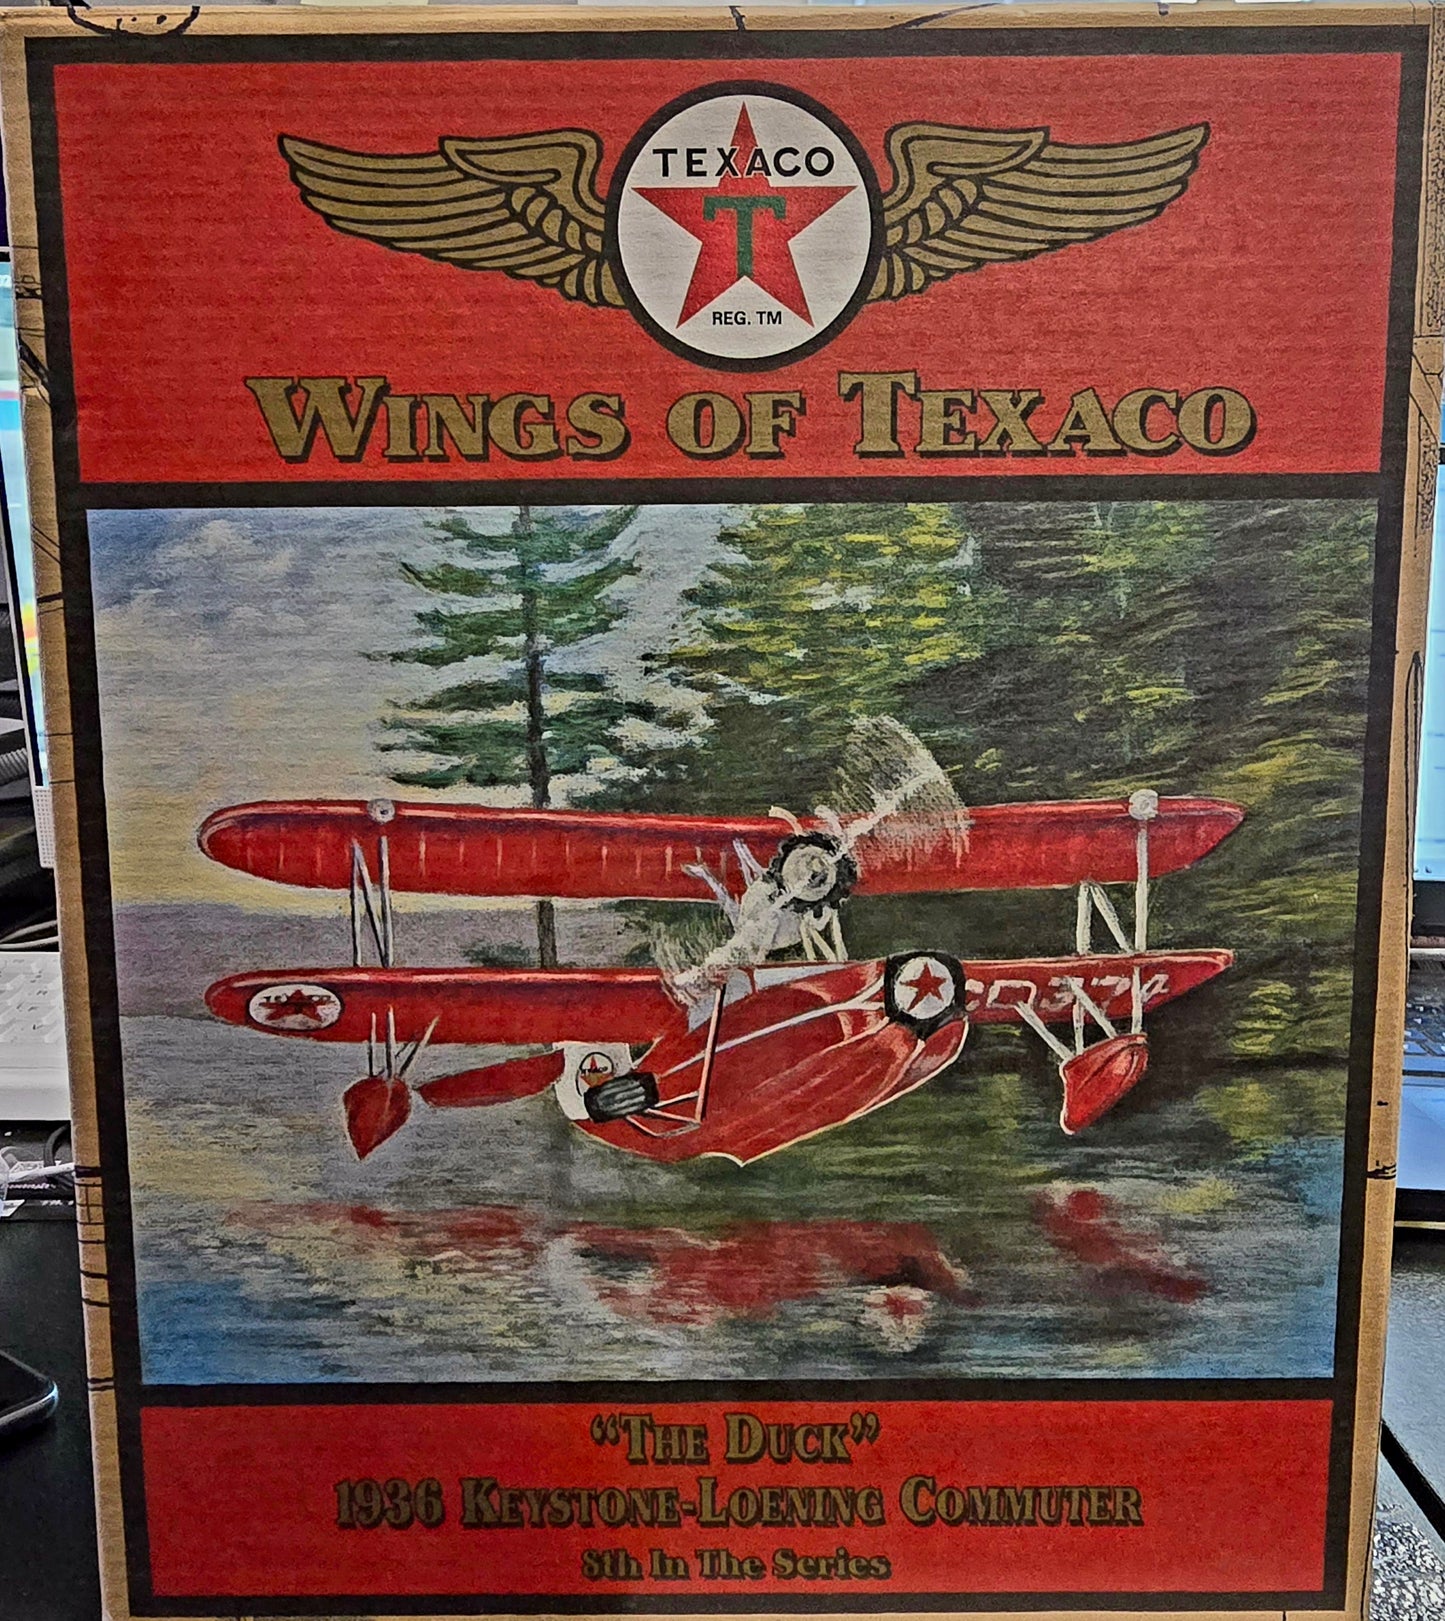 TEXACO
T
REG. TM
WINGS OF TEXACO
"THE DUCK"
1936 KEYSTONE-LOENING COMMUTER
8th In The Series